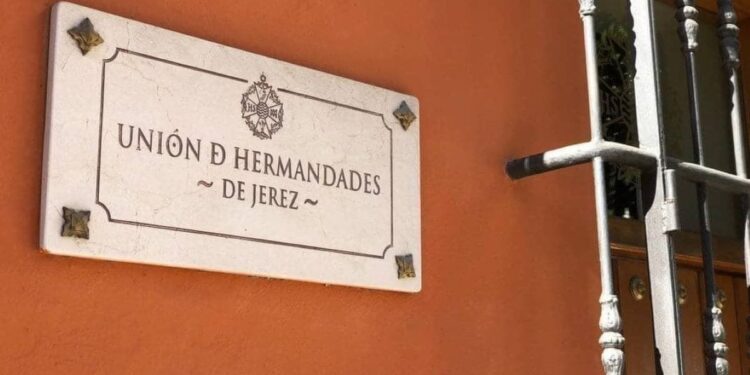 UNIÓN Ð HERMANDADES
~ DE JEREZ ~